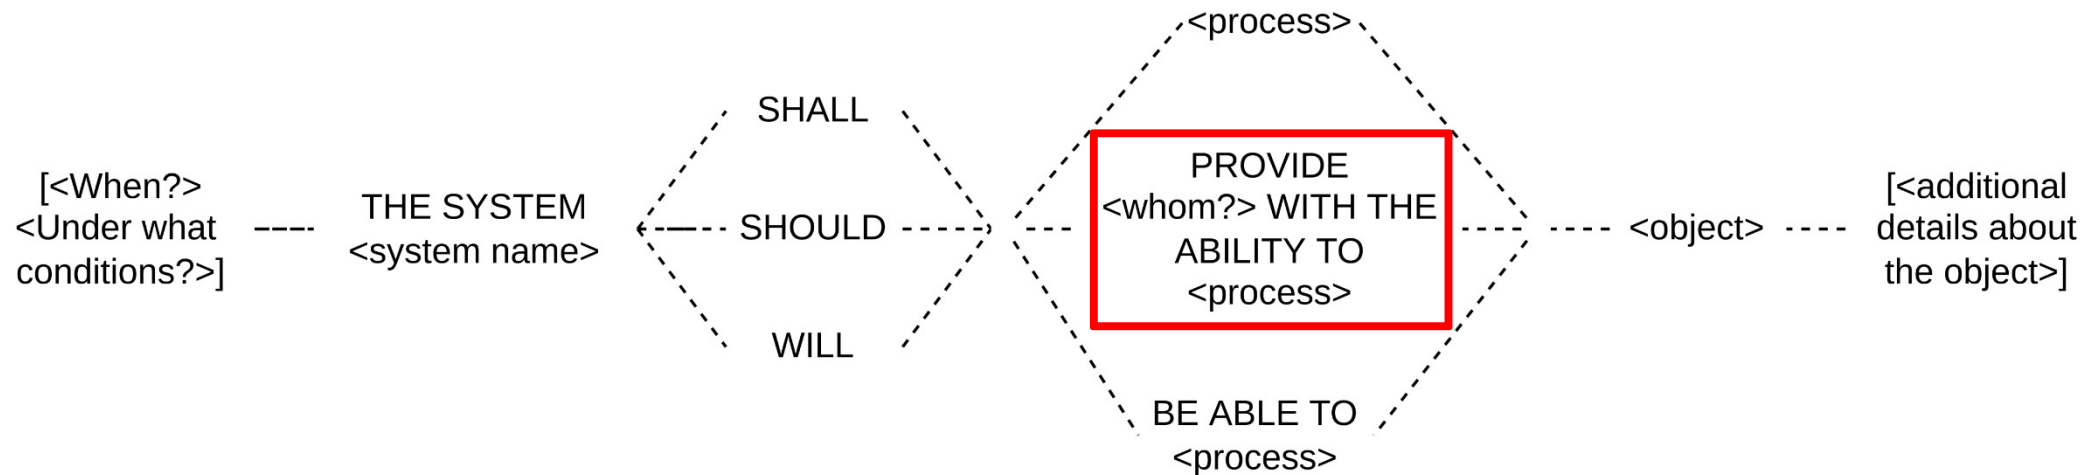 [<When?>
<Under what
conditions?>]
THE SYSTEM
<system name>
SHALL
SHOULD
WILL
<process>
PROVIDE
<whom?> WITH THE
ABILITY TO
<process>
BE ABLE TO
<process>
<object>
[<additional
details about
the object>]